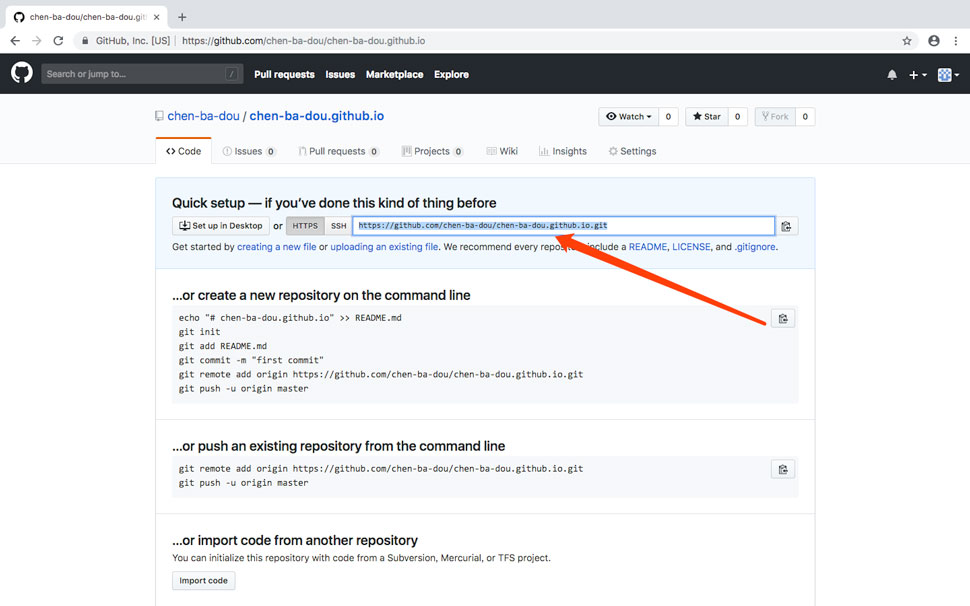 chen-ba-dou/chen-ba-dou.git
GitHub, Inc. [US] | https://github.com/chen-ba-dou/chen-ba-dou.github.io
Search or jump to... / Pull requests Issues Marketplace Explore
chen-ba-dou / chen-ba-dou.github.io Watch 0 Star 0 Fork 0
Code Issues 0 Pull requests 0 Projects 0 Wiki Insights Settings
Quick setup — if you've done this kind of thing before
Set up in Desktop or HTTPS SSH https://github.com/chen-ba-dou/chen-ba-dou.github.io.git
Get started by creating a new file or uploading an existing file. We recommend every include a README, LICENSE, and .gitignore.
...or create a new repository on the command line
echo "# chen-ba-dou.github.io" >> README.md
git init
git add README.md
git commit -m "first commit"
git remote add origin https://github.com/chen-ba-dou/chen-ba-dou.github.io.git
git push -u origin master
...or push an existing repository from the command line
git remote add origin https://github.com/chen-ba-dou/chen-ba-dou.github.io.git
git push -u origin master
...or import code from another repository
You can initialize this repository with code from a Subversion, Mercurial, or TFS project.
Import code